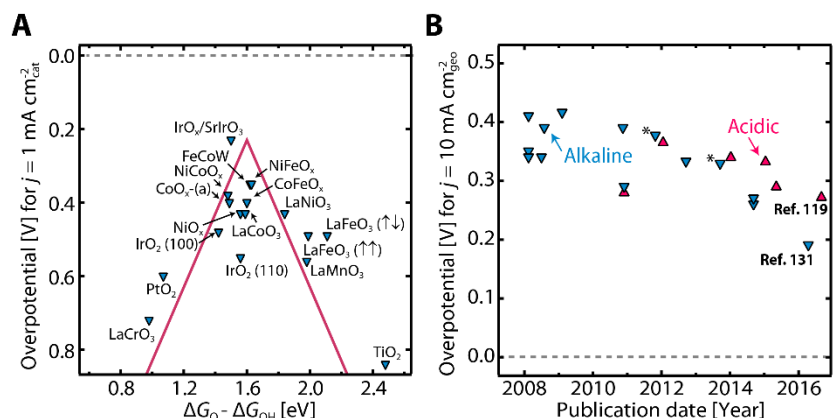 A
B
Overpotential [V] for j = 1 mA cm⁻²cat
0.0
0.2
0.4
0.6
0.8
0.8
1.2
1.6
2.0
2.4
ΔG_O - ΔG_OH [eV]
IrOₓ/SrIrO₃
FeCoW
NiFeOₓ
NiCoOₓ
CoFeOₓ
CoOₓ-(a)
LaNiO₃
NiOₓ
LaFeO₃ (↑↓)
LaCoO₃
IrO₂ (100)
LaFeO₃ (↑↑)
IrO₂ (110)
LaMnO₃
PtO₂
LaCrO₃
TiO₂
Overpotential [V] for j = 10 mA cm⁻²geo
0.5
0.4
0.3
0.2
0.1
0.0
2008
2010
2012
2014
2016
Publication date [Year]
Alkaline
Acidic
*
*
Ref. 119
Ref. 131